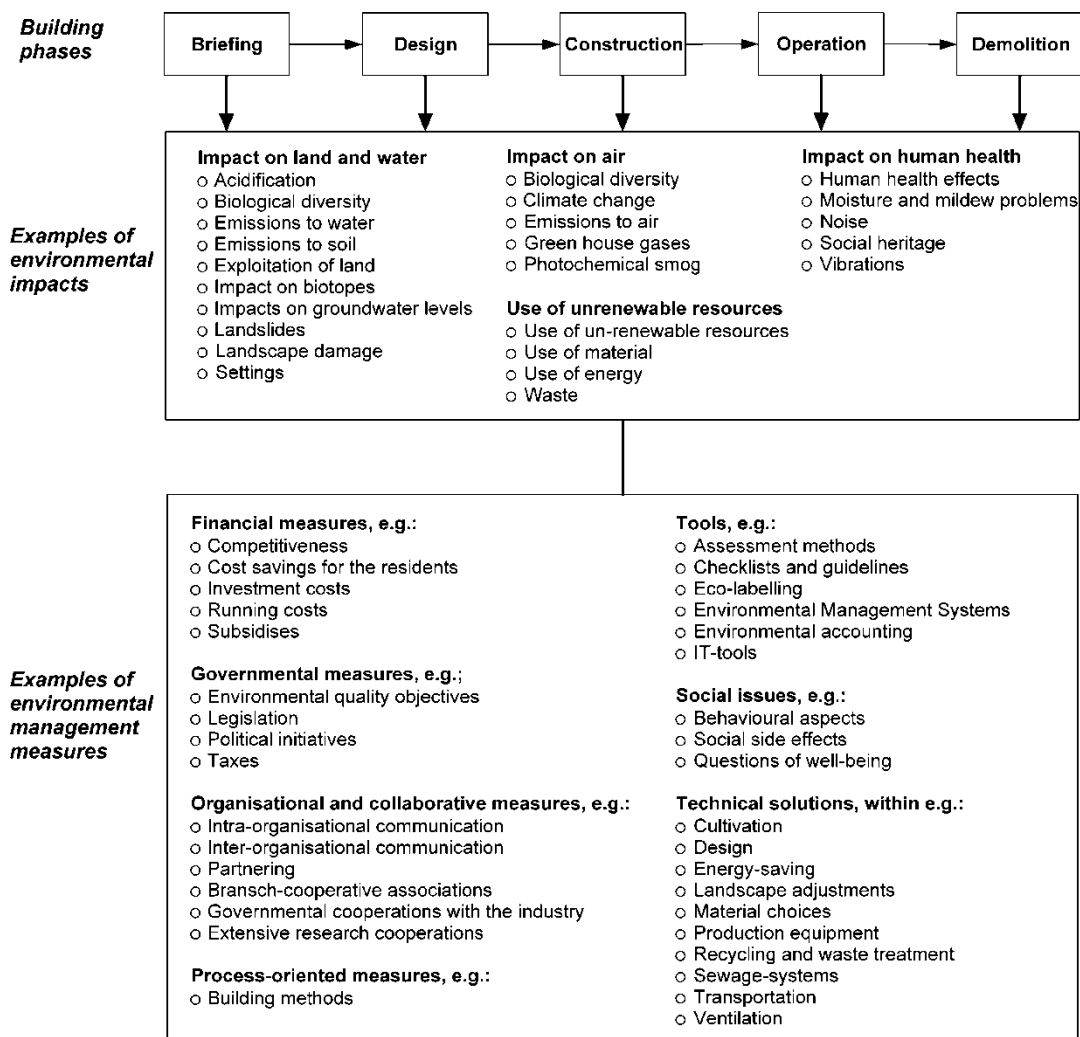 Building
phases
Briefing
Design
Construction
Operation
Demolition
Examples of
environmental
impacts
Impact on land and water
Acidification
Biological diversity
Emissions to water
Emissions to soil
Exploitation of land
Impact on biotopes
Impacts on groundwater levels
Landslides
Landscape damage
Settings
Impact on air
Biological diversity
Climate change
Emissions to air
Green house gases
Photochemical smog
Use of unrenewable resources
Use of un-renewable resources
Use of material
Use of energy
Waste
Impact on human health
Human health effects
Moisture and mildew problems
Noise
Social heritage
Vibrations
Examples of
environmental
management
measures
Financial measures, e.g.:
Competitiveness
Cost savings for the residents
Investment costs
Running costs
Subsidises
Governmental measures, e.g.;
Environmental quality objectives
Legislation
Political initiatives
Taxes
Organisational and collaborative measures, e.g.:
Intra-organisational communication
Inter-organisational communication
Partnering
Bransch-cooperative associations
Governmental cooperations with the industry
Extensive research cooperations
Process-oriented measures, e.g.:
Building methods
Tools, e.g.:
Assessment methods
Checklists and guidelines
Eco-labelling
Environmental Management Systems
Environmental accounting
IT-tools
Social issues, e.g.:
Behavioural aspects
Social side effects
Questions of well-being
Technical solutions, within e.g.:
Cultivation
Design
Energy-saving
Landscape adjustments
Material choices
Production equipment
Recycling and waste treatment
Sewage-systems
Transportation
Ventilation